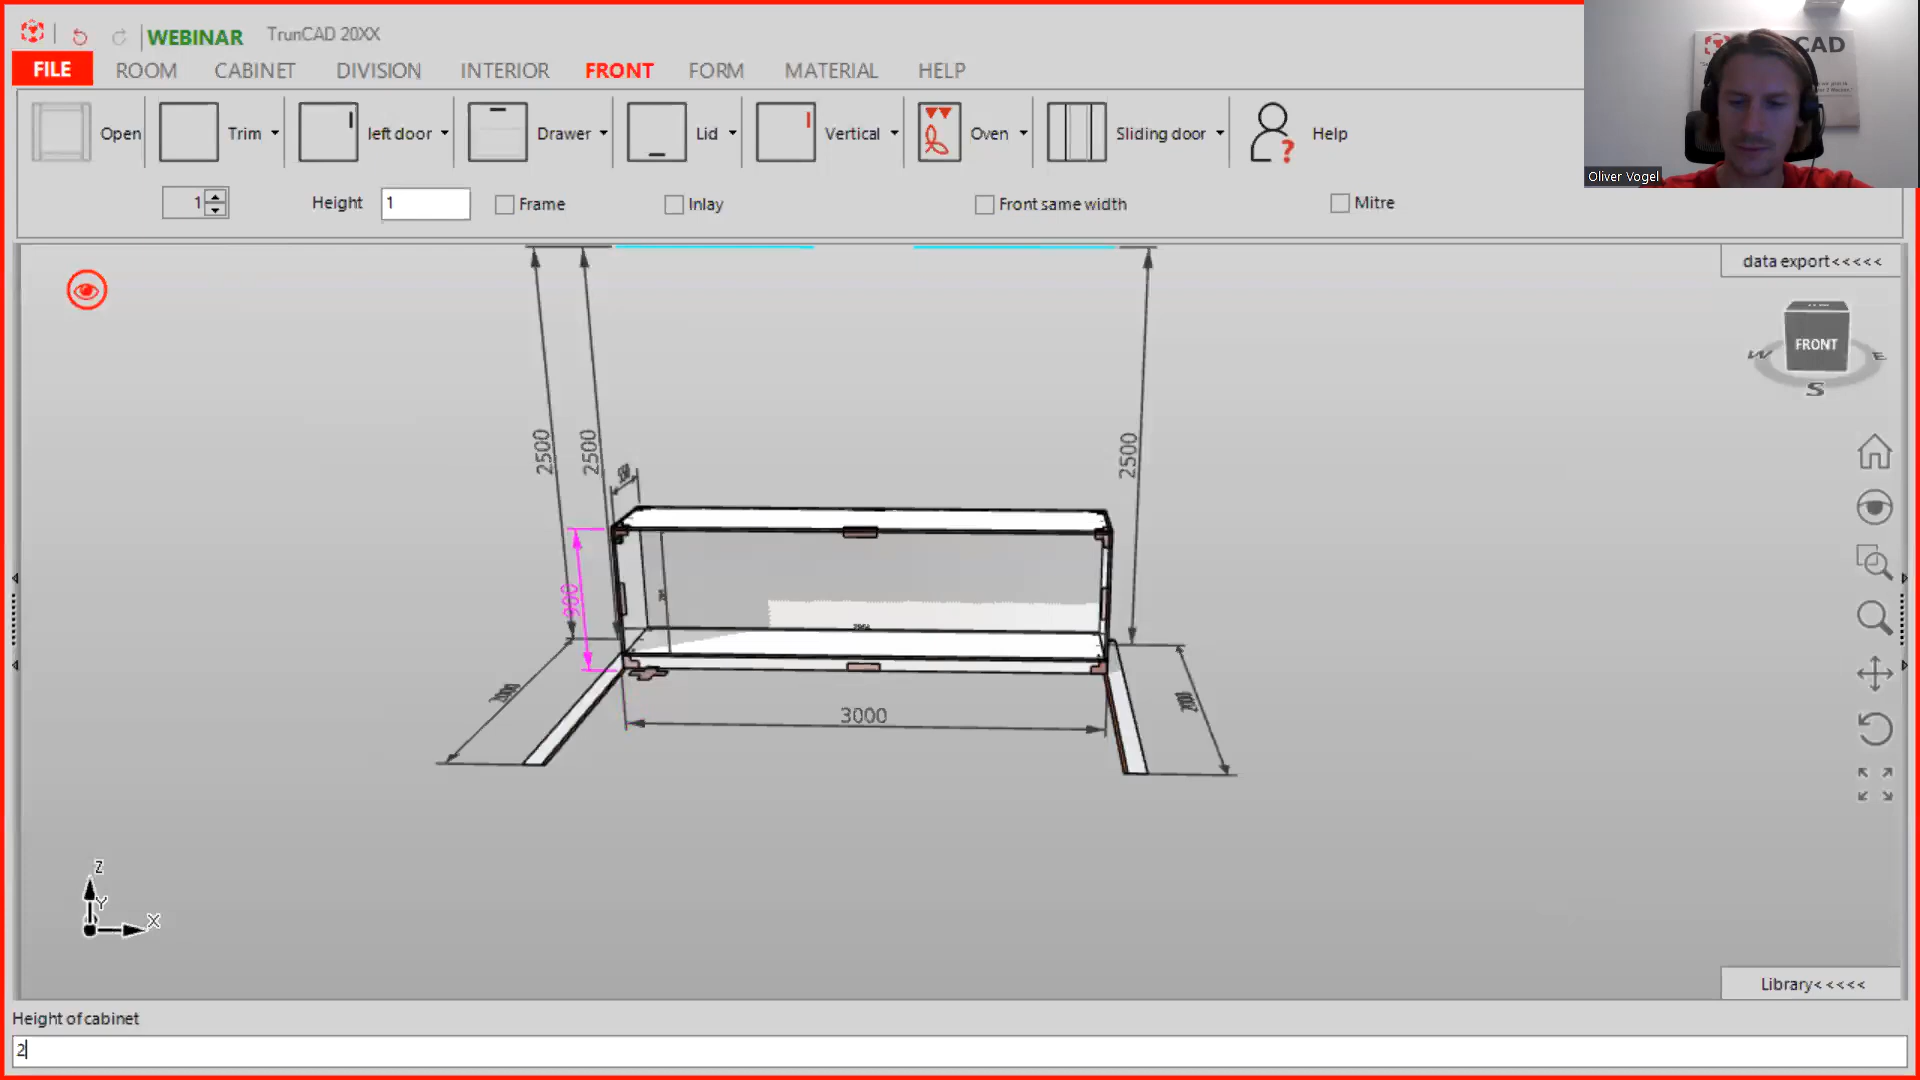 WEBINAR TrunCAD 20XX
FILE ROOM CABINET DIVISION INTERIOR FRONT FORM MATERIAL HELP
Open Trim left door Drawer Lid Vertical Oven Sliding door Help
1 Height 1 Frame Inlay Front same width Mitre
CAD
Oliver Vogel
data export<<<<<
FRONT
W E
S
2500 2500 2500
900
3000
Z
Y
X
Library<<<<<
Height of cabinet
2